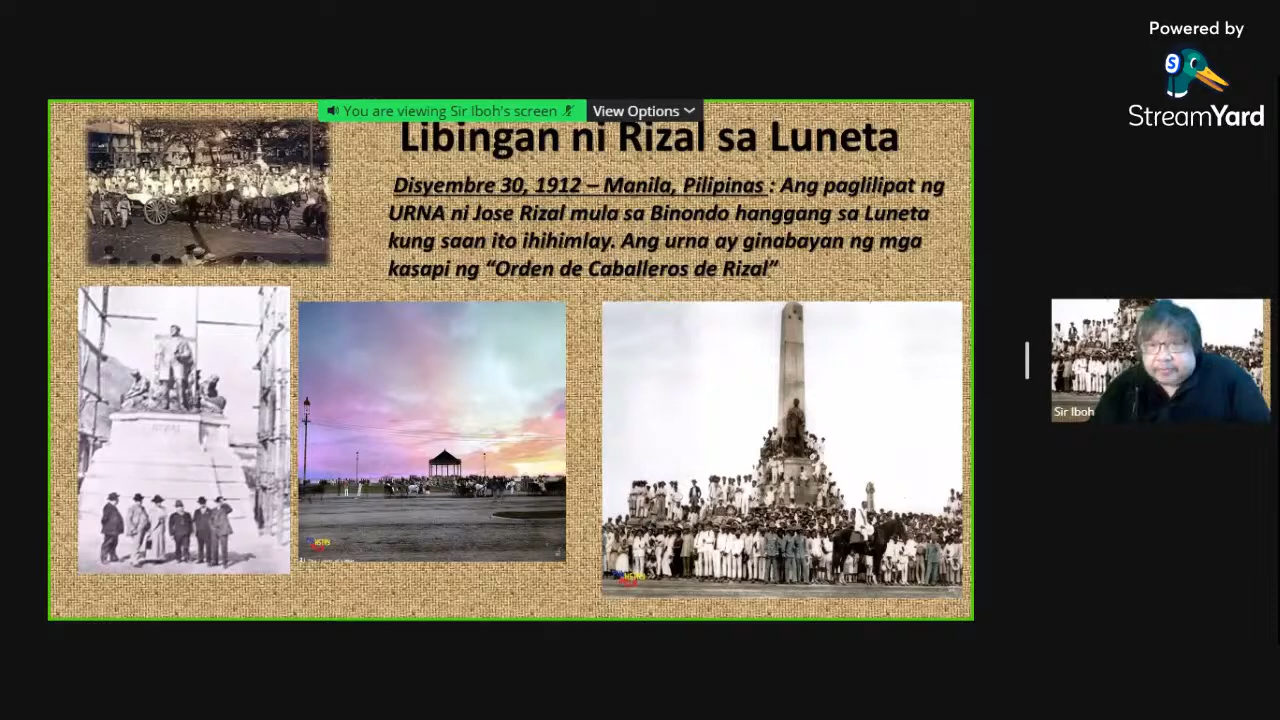 Powered by
StreamYard
You are viewing Sir Iboh's screen
View Options
Libingan ni Rizal sa Luneta
Disyembre 30, 1912 – Manila, Pilipinas : Ang paglilipat ng
URNA ni Jose Rizal mula sa Binondo hanggang sa Luneta
kung saan ito ihihimlay. Ang urna ay ginabayan ng mga
kasapi ng “Orden de Caballeros de Rizal”
RIZAL
Sir Iboh